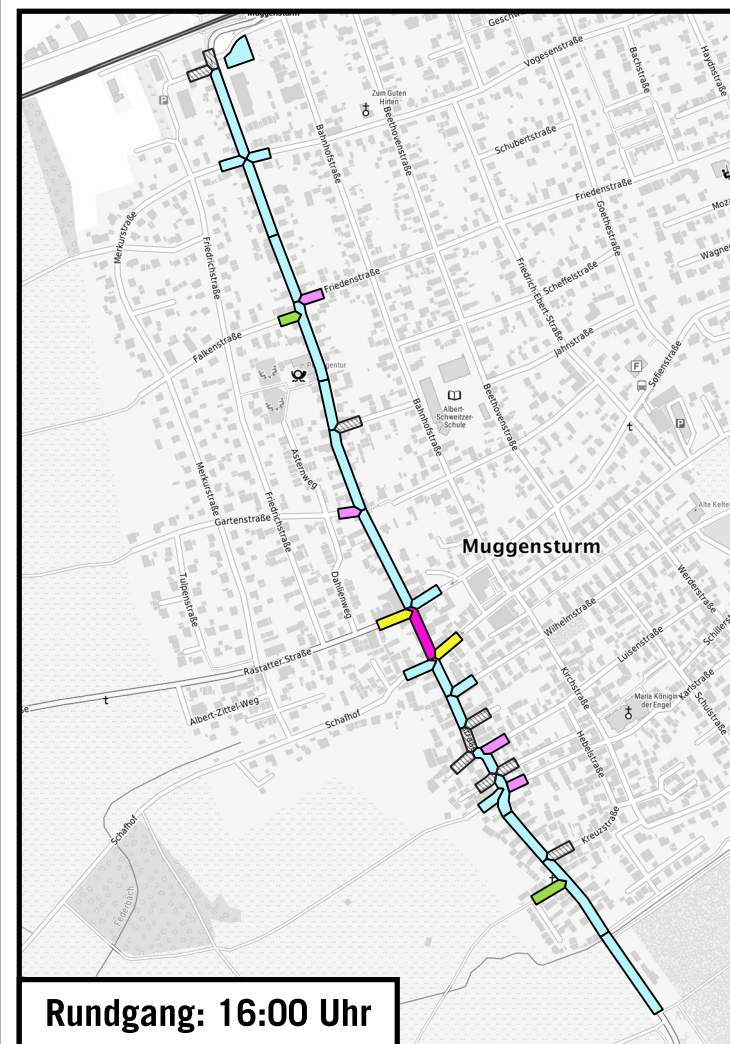 Muggensturm
Vogesenstraße
Bachstraße
Haydnstraße
P
Zum Guten
Hirten
Bahnhofstraße
Beethovenstraße
Schubertstraße
Friedenstraße
Merkurstraße
Friedrichstraße
Goethestraße
Friedenstraße
Friedrich-Ebert-Straße
Scheffelstraße
Falkenstraße
Jahnstraße
Sofienstraße
F
Albert-
Schweitzer-
Schule
Bahnhofstraße
Beethovenstraße
P
Asternweg
Merkurstraße
Friedrichstraße
Gartenstraße
Muggensturm
Tulpenstraße
Dahlienweg
Werderstraße
Wilhelmstraße
Luisenstraße
Rastatter Straße
Kirchstraße
Karlstraße
Maria Königin
der Engel
Schulstraße
Albert-Zittel-Weg
Schafhof
Hebelstraße
Kreuzstraße
Schafhof
Federbach
Rundgang: 16:00 Uhr